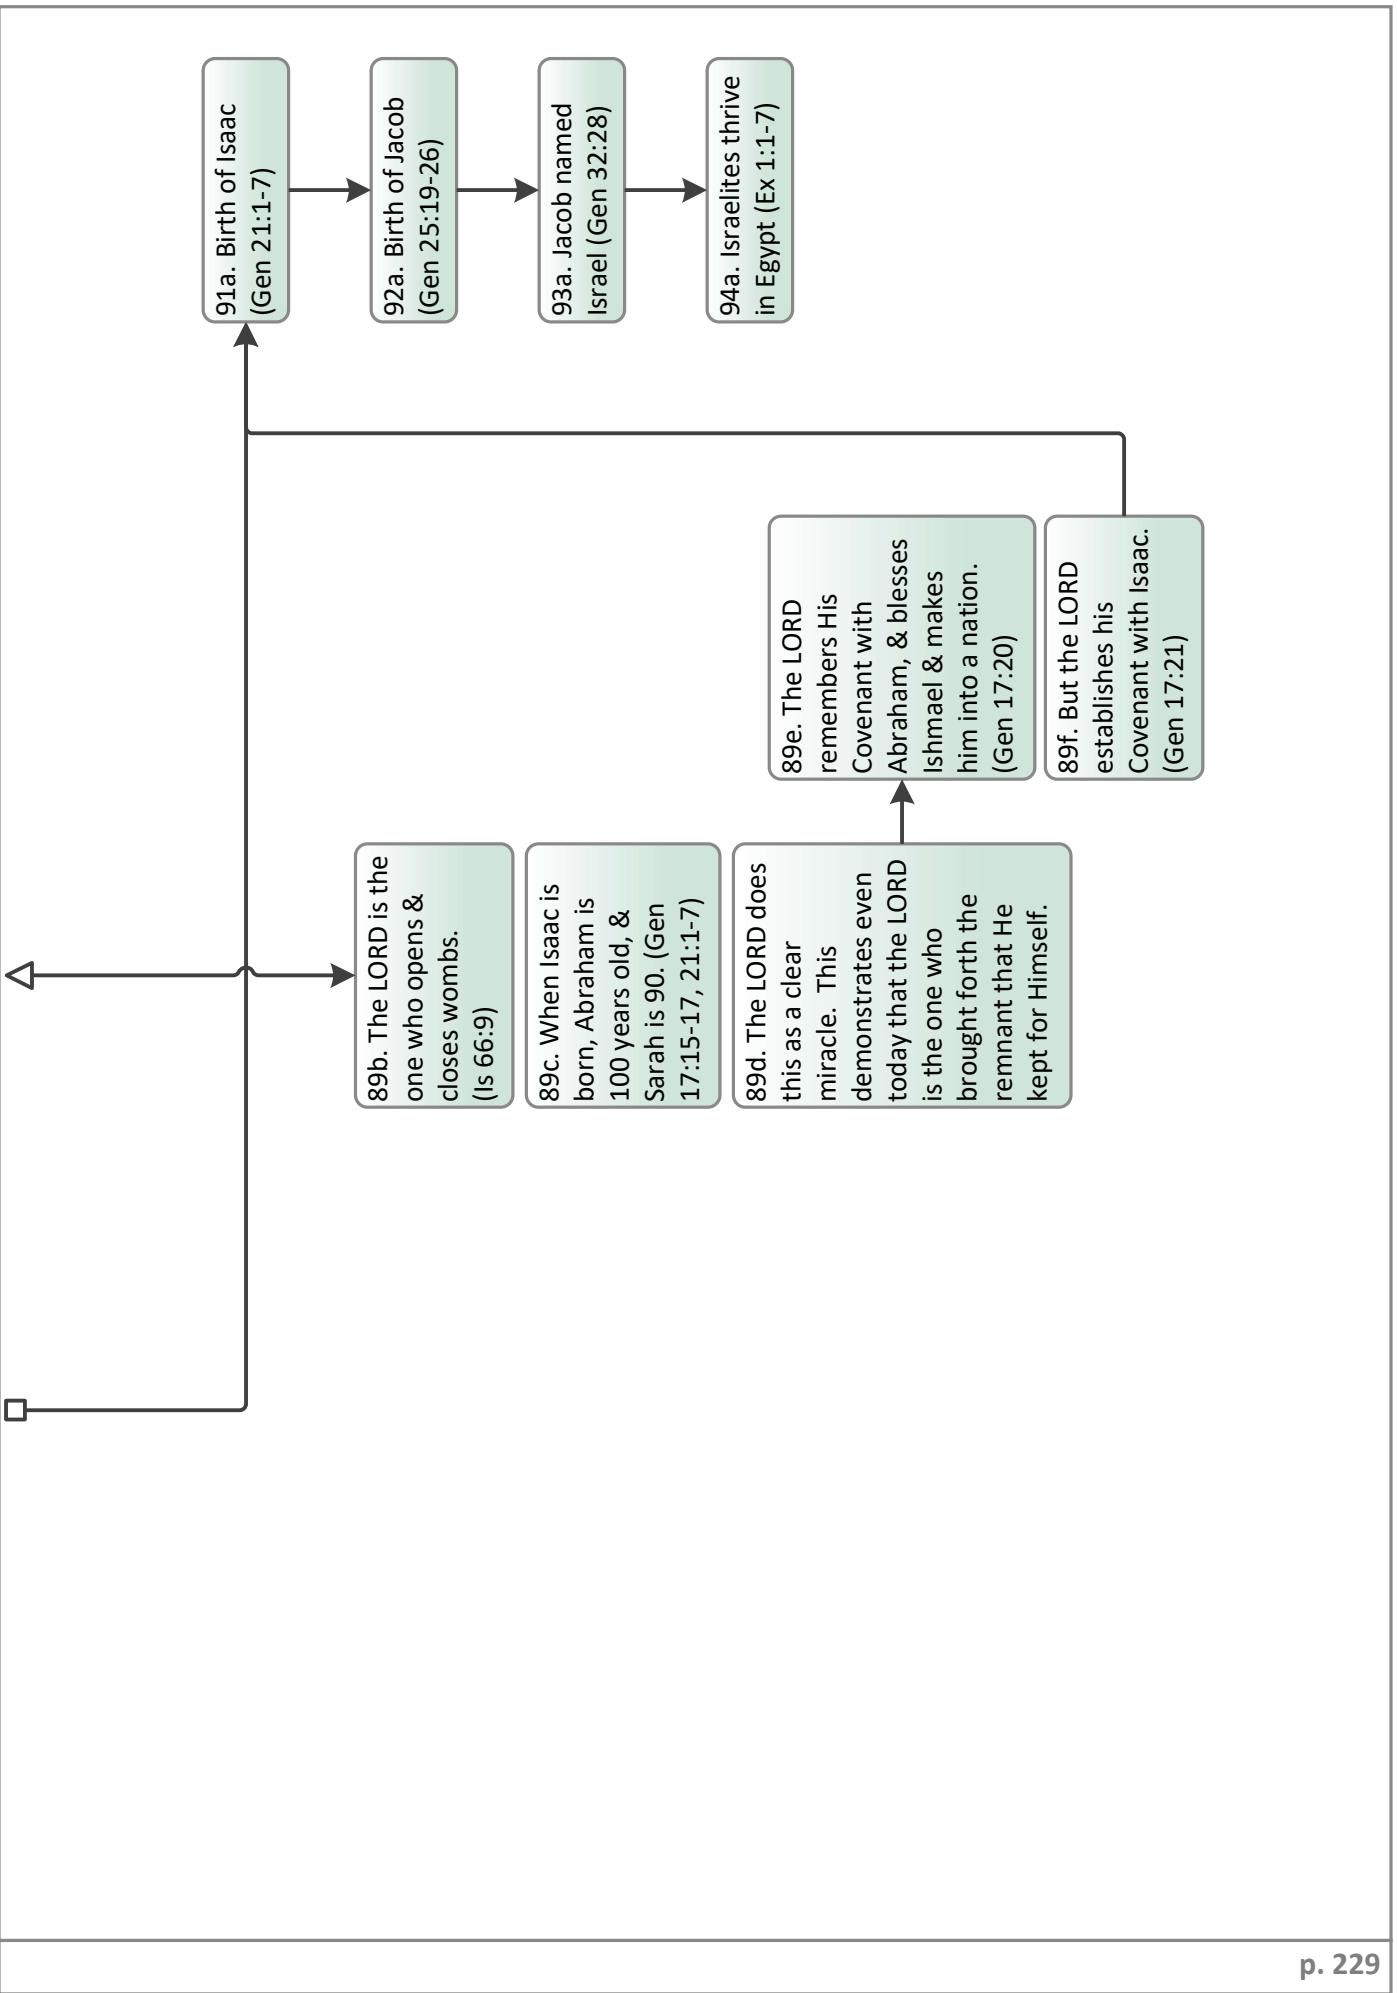 89b. The LORD is the
one who opens &
closes wombs.
(Is 66:9)
89c. When Isaac is
born, Abraham is
100 years old, &
Sarah is 90. (Gen
17:15-17, 21:1-7)
89d. The LORD does
this as a clear
miracle.  This
demonstrates even
today that the LORD
is the one who
brought forth the
remnant that He
kept for Himself.
89e. The LORD
remembers His
Covenant with
Abraham, & blesses
Ishmael & makes
him into a nation.
(Gen 17:20)
89f. But the LORD
establishes his
Covenant with Isaac.
(Gen 17:21)
91a. Birth of Isaac
(Gen 21:1-7)
92a. Birth of Jacob
(Gen 25:19-26)
93a. Jacob named
Israel (Gen 32:28)
94a. Israelites thrive
in Egypt (Ex 1:1-7)
p. 229